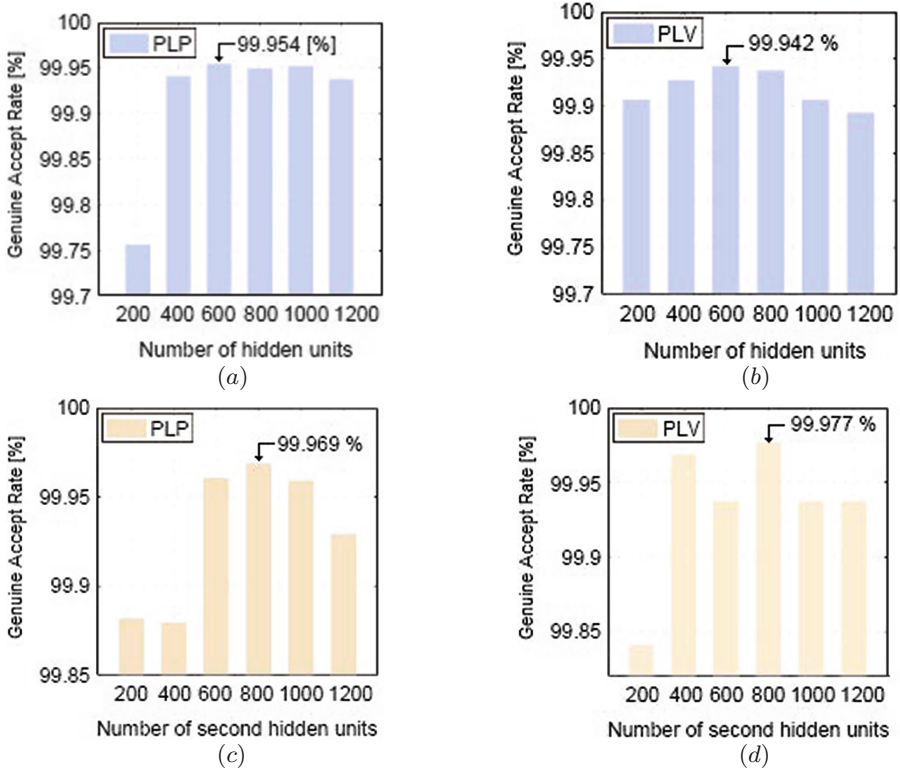 100
99.95
99.9
99.85
99.8
99.75
99.7
Genuine Accept Rate [%]
PLP
99.954 [%]
200 400 600 800 1000 1200
Number of hidden units
(a)
100
99.95
99.9
99.85
99.8
99.75
99.7
Genuine Accept Rate [%]
PLV
99.942 %
200 400 600 800 1000 1200
Number of hidden units
(b)
100
99.95
99.9
99.85
Genuine Accept Rate [%]
PLP
99.969 %
200 400 600 800 1000 1200
Number of second hidden units
(c)
100
99.95
99.9
99.85
Genuine Accept Rate [%]
PLV
99.977 %
200 400 600 800 1000 1200
Number of second hidden units
(d)